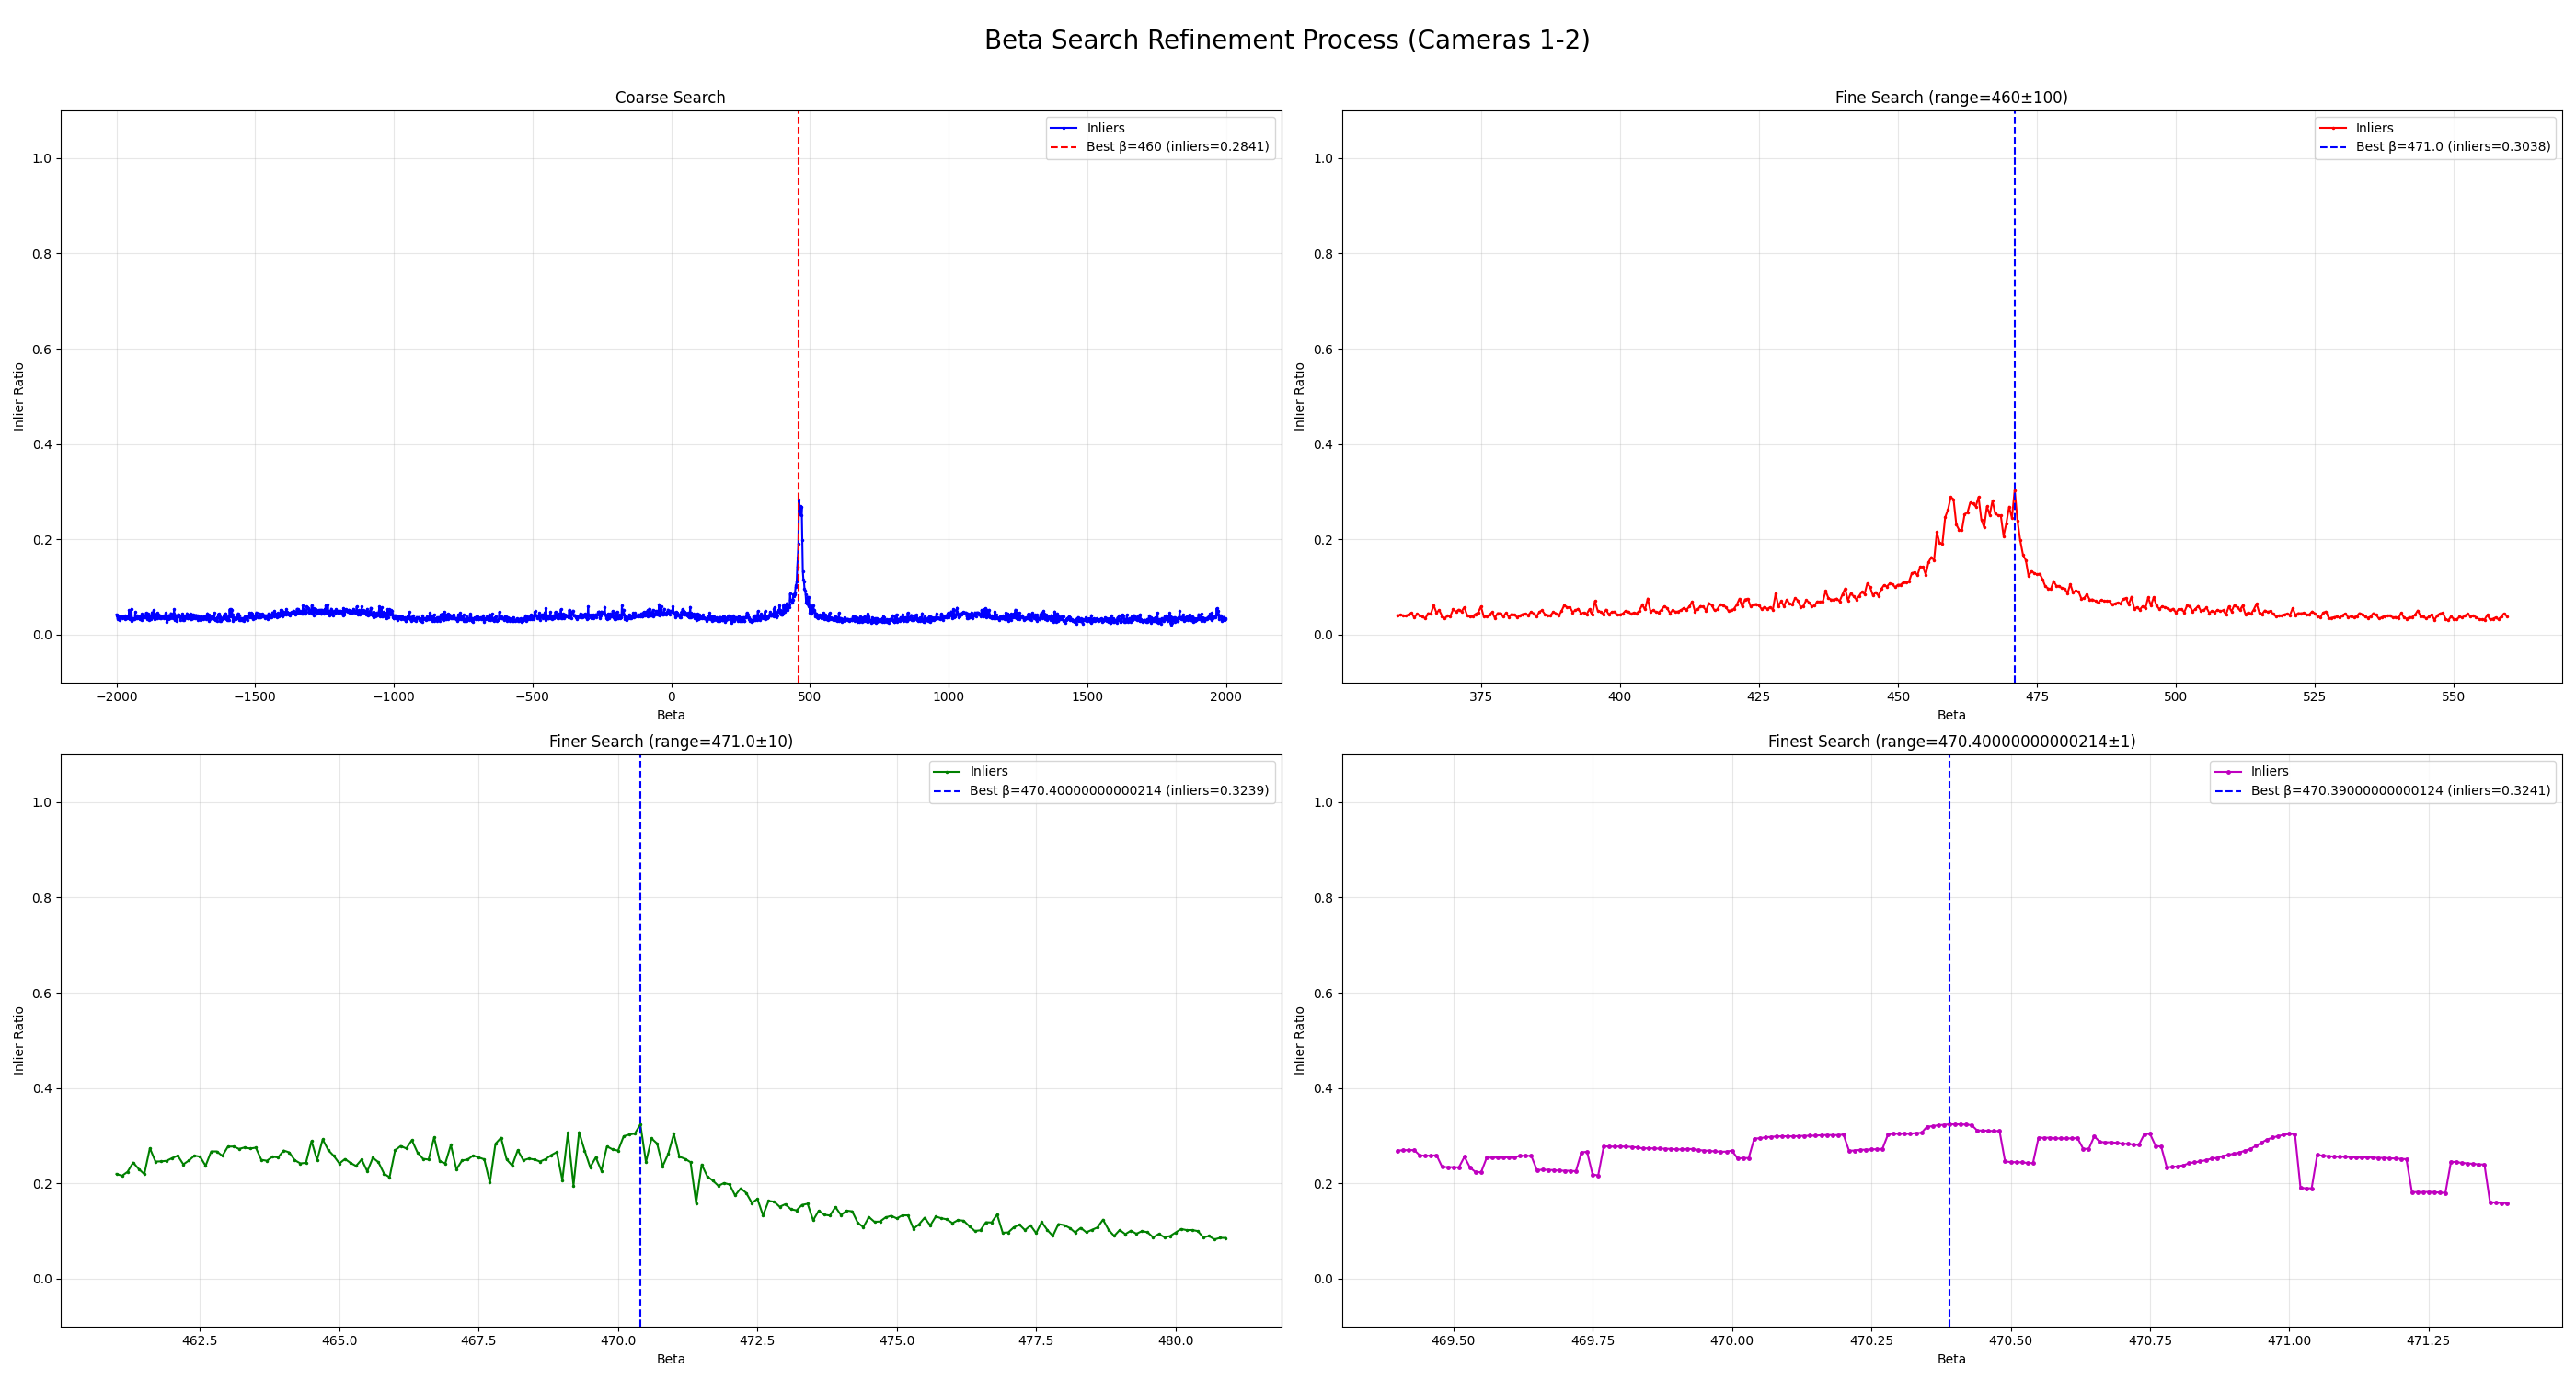 Beta Search Refinement Process (Cameras 1-2)
Coarse Search
Inliers
Best β=460 (inliers=0.2841)
1.0
0.8
0.6
0.4
0.2
0.0
Inlier Ratio
−2000 −1500 −1000 −500 0 500 1000 1500 2000
Beta
Fine Search (range=460±100)
Inliers
Best β=471.0 (inliers=0.3038)
1.0
0.8
0.6
0.4
0.2
0.0
Inlier Ratio
375 400 425 450 475 500 525 550
Beta
Finer Search (range=471.0±10)
Inliers
Best β=470.40000000000214 (inliers=0.3239)
1.0
0.8
0.6
0.4
0.2
0.0
Inlier Ratio
462.5 465.0 467.5 470.0 472.5 475.0 477.5 480.0
Beta
Finest Search (range=470.40000000000214±1)
Inliers
Best β=470.39000000000124 (inliers=0.3241)
1.0
0.8
0.6
0.4
0.2
0.0
Inlier Ratio
469.50 469.75 470.00 470.25 470.50 470.75 471.00 471.25
Beta